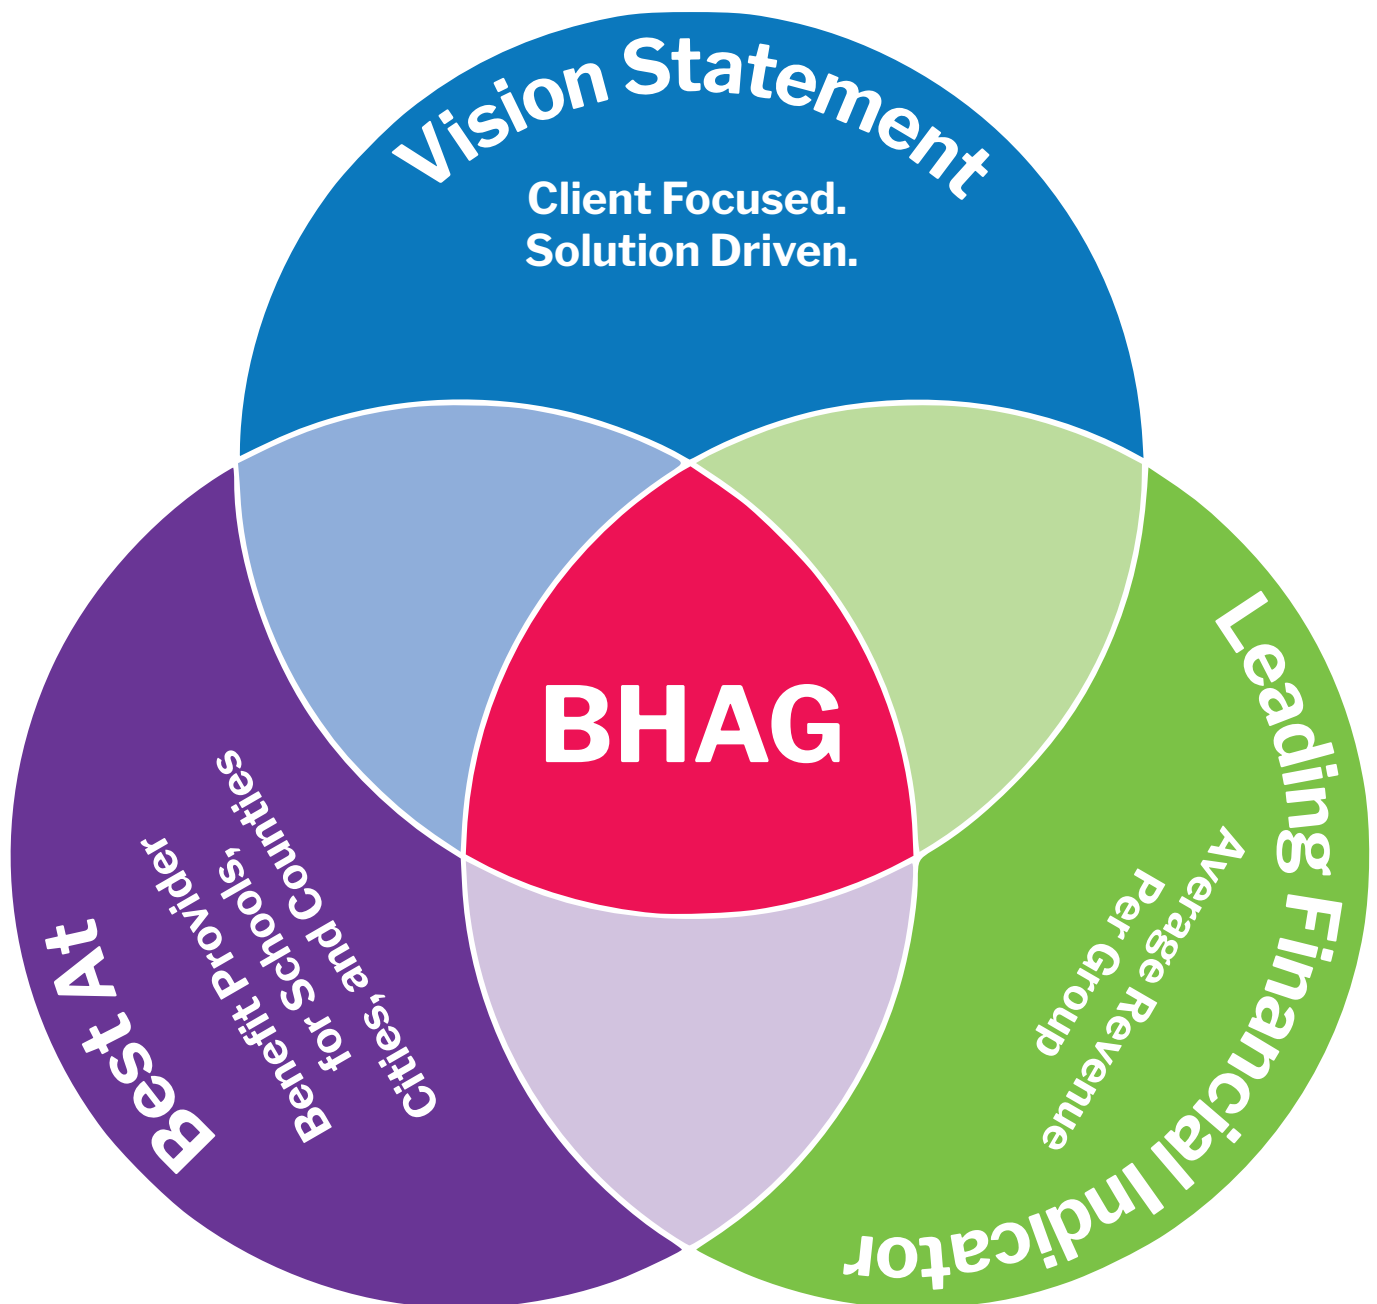 Vision Statement
Client Focused.
Solution Driven.
BHAG
Best At
Benefit Provider
for Schools,
Cities, and Counties
Leading Financial Indicator
Average Revenue
Per Group